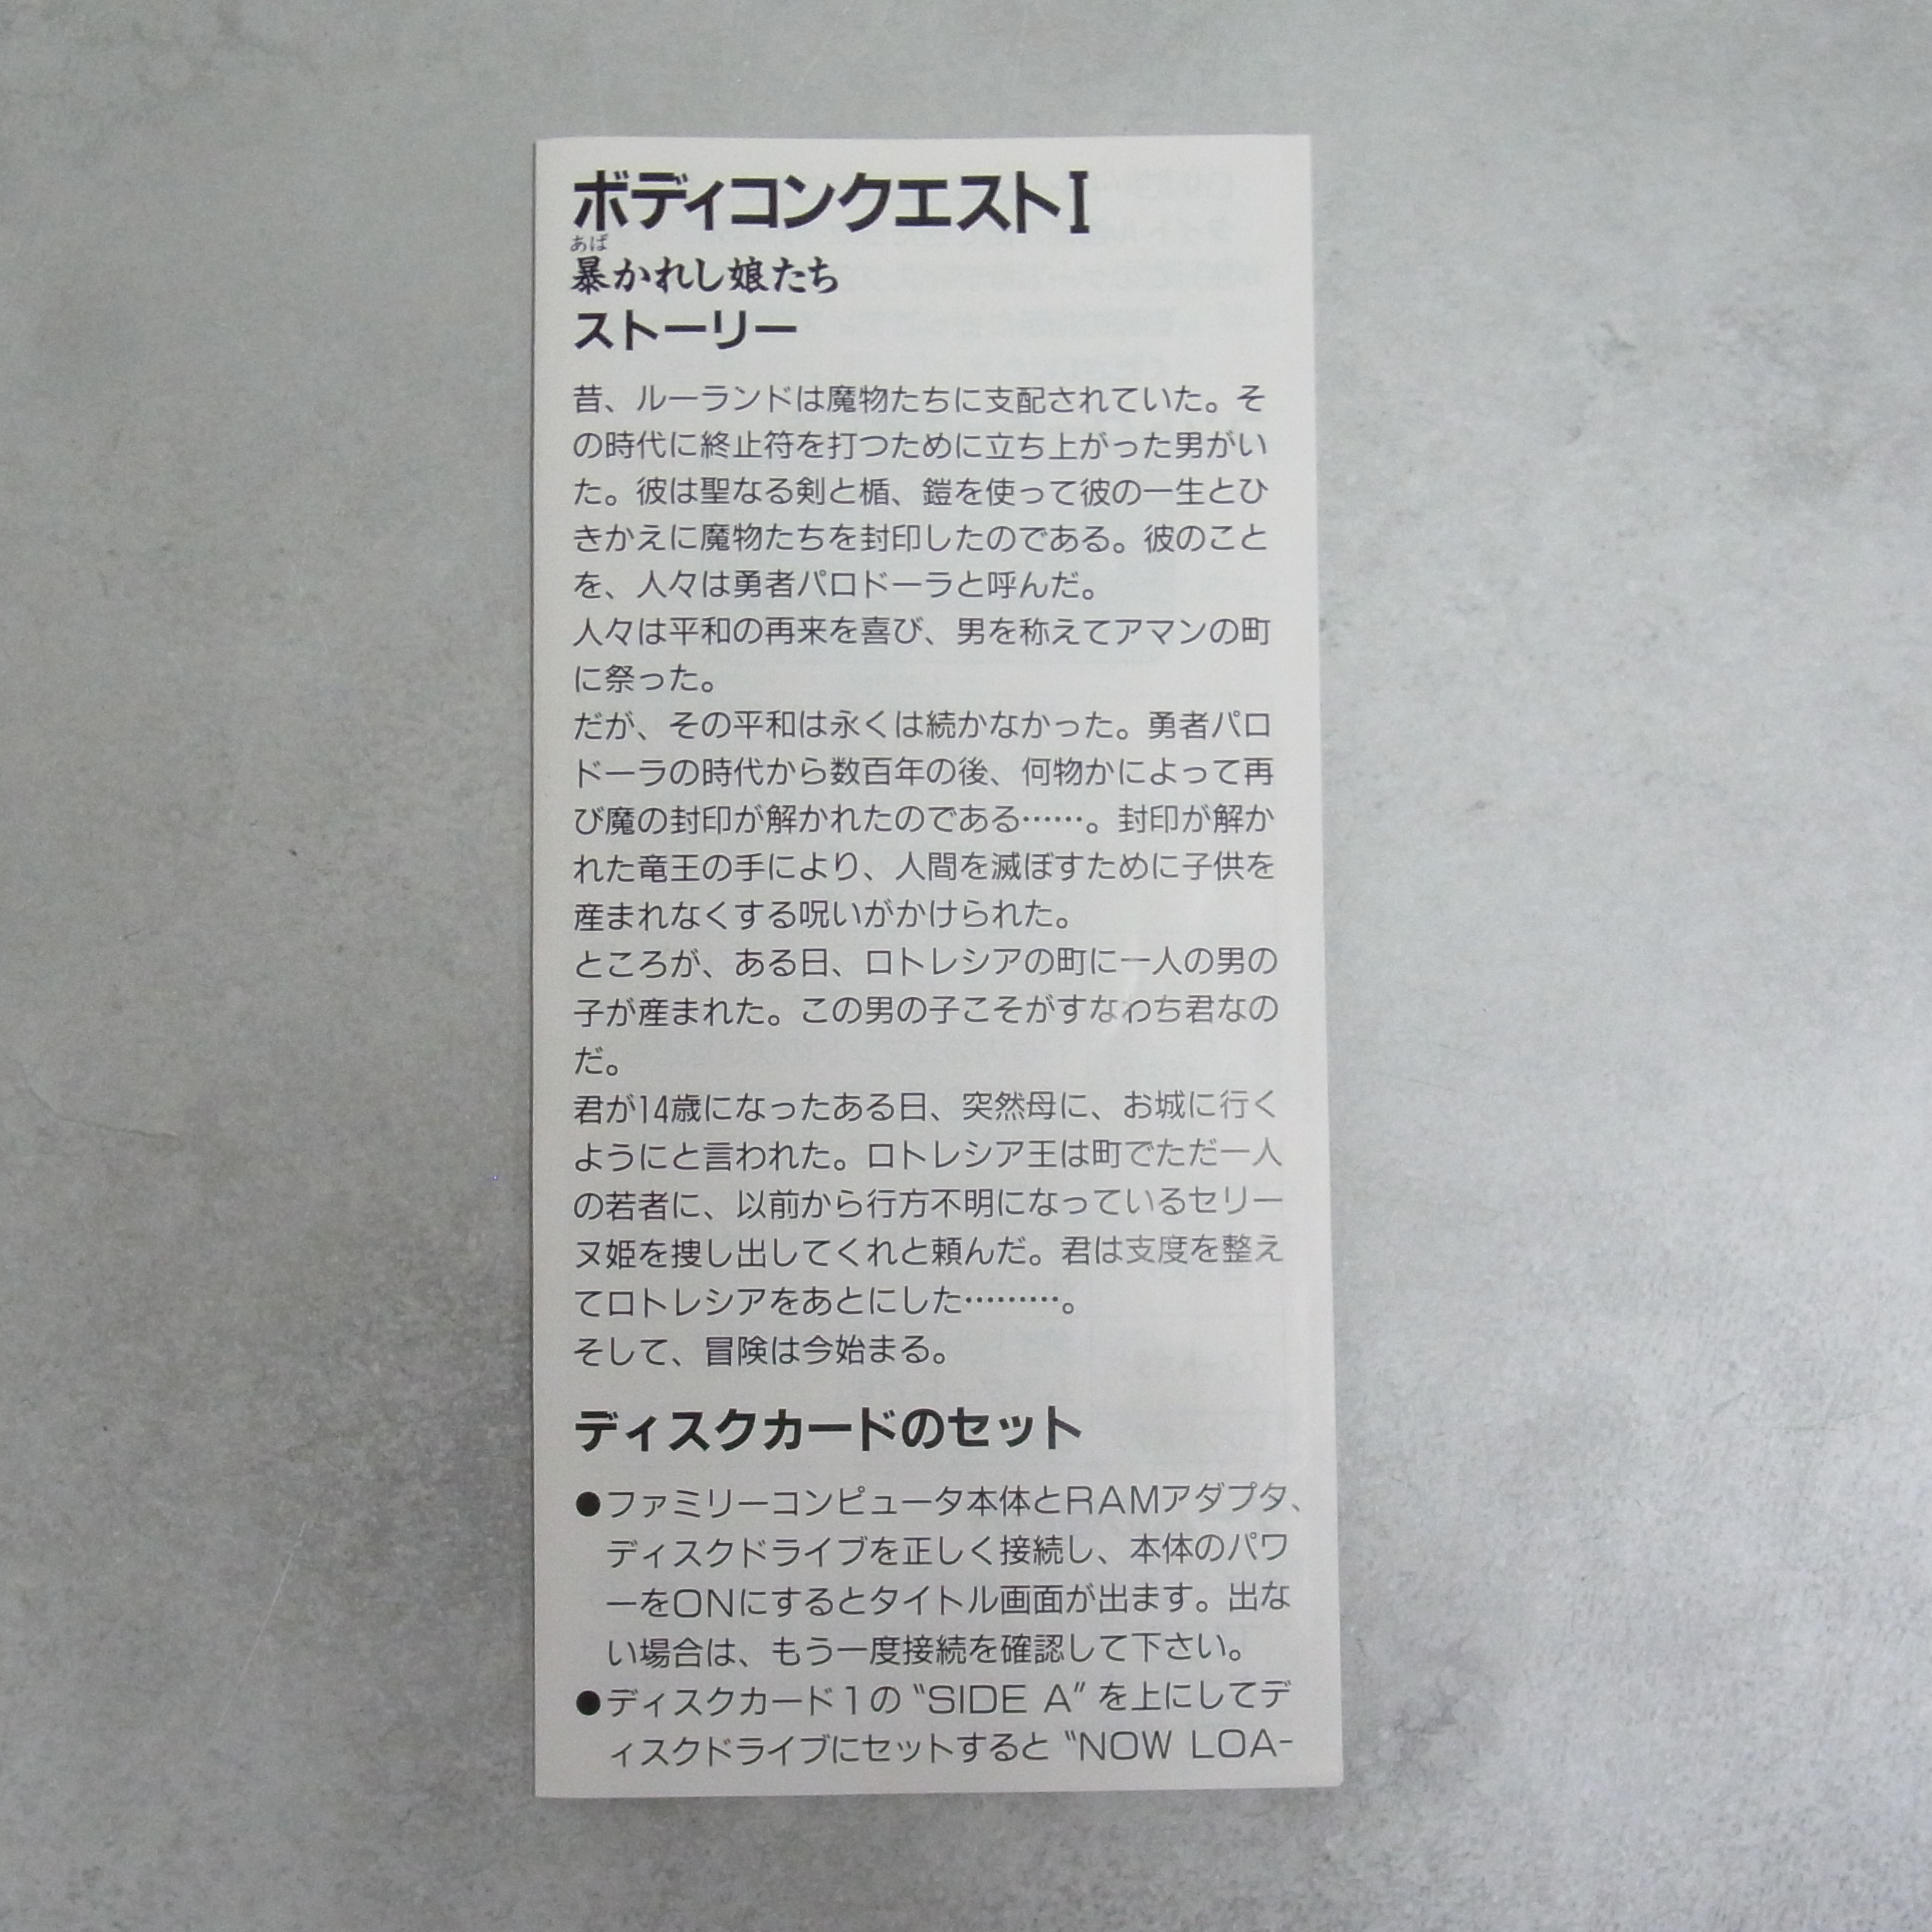 ボディコンクエストI
あば
暴かれし娘たち
ストーリー
昔、ルーランドは魔物たちに支配されていた。そ
の時代に終止符を打つために立ち上がった男がい
た。彼は聖なる剣と楯、鎧を使って彼の一生とひ
きかえに魔物たちを封印したのである。彼のこと
を、人々は勇者パロドーラと呼んだ。
人々は平和の再来を喜び、男を称えてアマンの町
に祭った。
だが、その平和は永くは続かなかった。勇者パロ
ドーラの時代から数百年の後、何物かによって再
び魔の封印が解かれたのである……。封印が解か
れた竜王の手により、人間を滅ぼすために子供を
産まれなくする呪いがかけられた。
ところが、ある日、ロトレシアの町に一人の男の
子が産まれた。この男の子こそがすなわち君なの
だ。
君が14歳になったある日、突然母に、お城に行く
ようにと言われた。ロトレシア王は町でただ一人
の若者に、以前から行方不明になっているセリー
ヌ姫を捜し出してくれと頼んだ。君は支度を整え
てロトレシアをあとにした………。
そして、冒険は今始まる。
ディスクカードのセット
●ファミリーコンピュータ本体とRAMアダプタ、
ディスクドライブを正しく接続し、本体のパワ
ーをONにするとタイトル画面が出ます。出な
い場合は、もう一度接続を確認して下さい。
●ディスクカード1の“SIDE A”を上にしてデ
ィスクドライブにセットすると“NOW LOA-